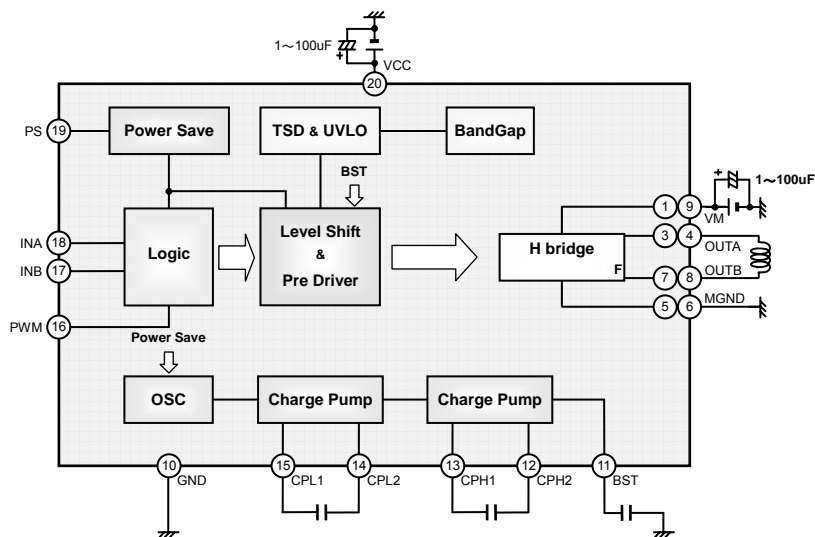 1～100uF
+
VCC
20
PS
19
Power Save
TSD & UVLO
BandGap
BST
+
1～100uF
1
9
VM
INA
18
Logic
Level Shift
&
Pre Driver
H bridge
F
3
4
OUTA
INB
17
7
8
OUTB
5
6
MGND
PWM
16
Power Save
OSC
Charge Pump
Charge Pump
10
GND
15
CPL1
14
CPL2
13
CPH1
12
CPH2
11
BST